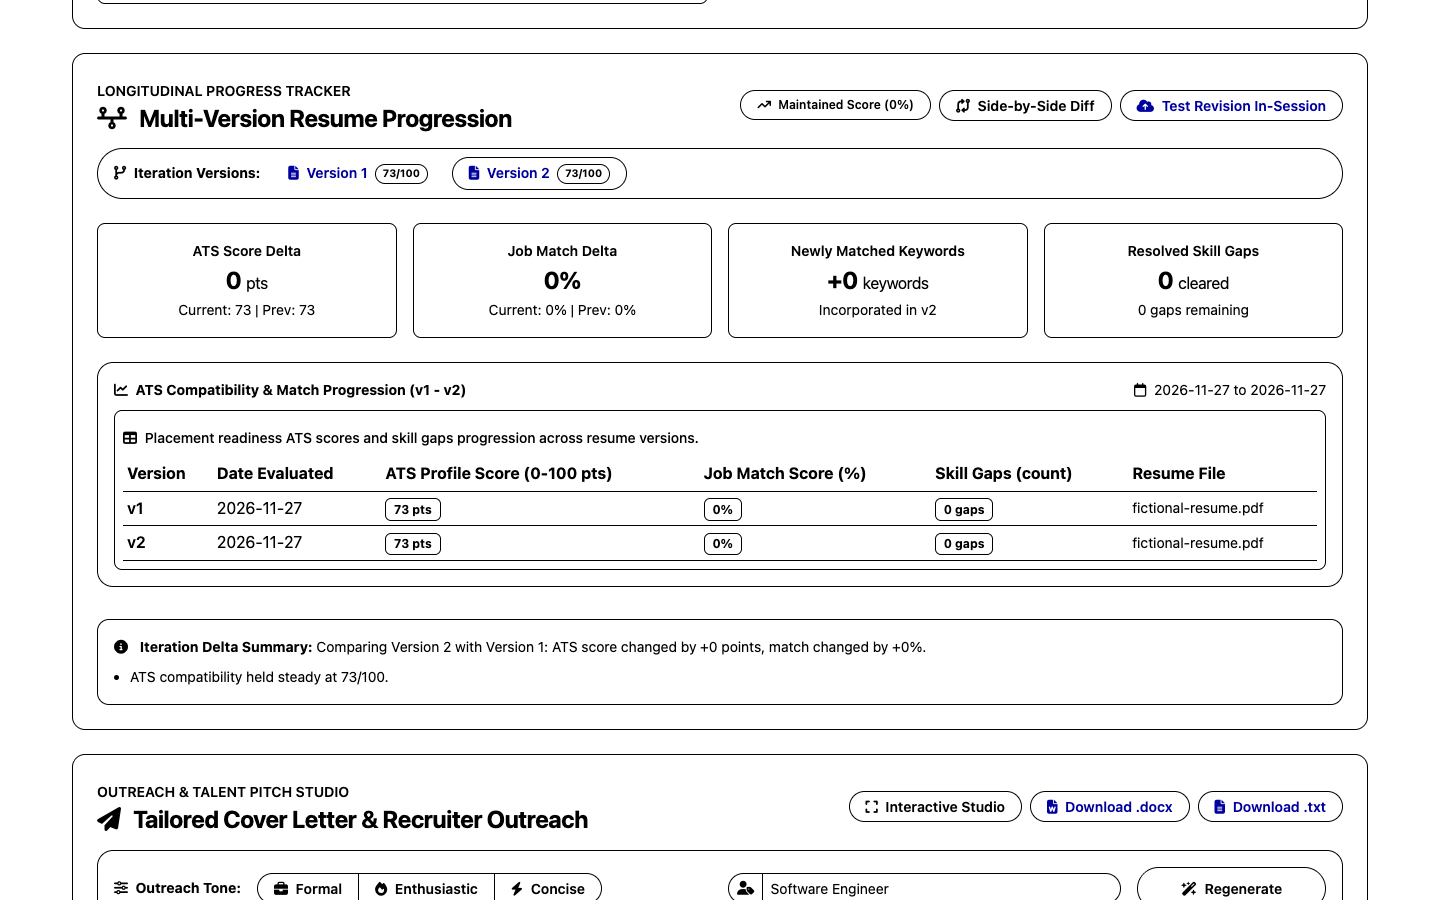 LONGITUDINAL PROGRESS TRACKER
Multi-Version Resume Progression
Maintained Score (0%)
Side-by-Side Diff
Test Revision In-Session
Iteration Versions:
Version 1 73/100
Version 2 73/100
ATS Score Delta
0 pts
Current: 73 | Prev: 73
Job Match Delta
0%
Current: 0% | Prev: 0%
Newly Matched Keywords
+0 keywords
Incorporated in v2
Resolved Skill Gaps
0 cleared
0 gaps remaining
ATS Compatibility & Match Progression (v1 - v2)
2026-11-27 to 2026-11-27
Placement readiness ATS scores and skill gaps progression across resume versions.
Version Date Evaluated ATS Profile Score (0-100 pts) Job Match Score (%) Skill Gaps (count) Resume File
v1 2026-11-27 73 pts 0% 0 gaps fictional-resume.pdf
v2 2026-11-27 73 pts 0% 0 gaps fictional-resume.pdf
Iteration Delta Summary: Comparing Version 2 with Version 1: ATS score changed by +0 points, match changed by +0%.
• ATS compatibility held steady at 73/100.
OUTREACH & TALENT PITCH STUDIO
Tailored Cover Letter & Recruiter Outreach
Interactive Studio
Download .docx
Download .txt
Outreach Tone:
Formal
Enthusiastic
Concise
Software Engineer
Regenerate